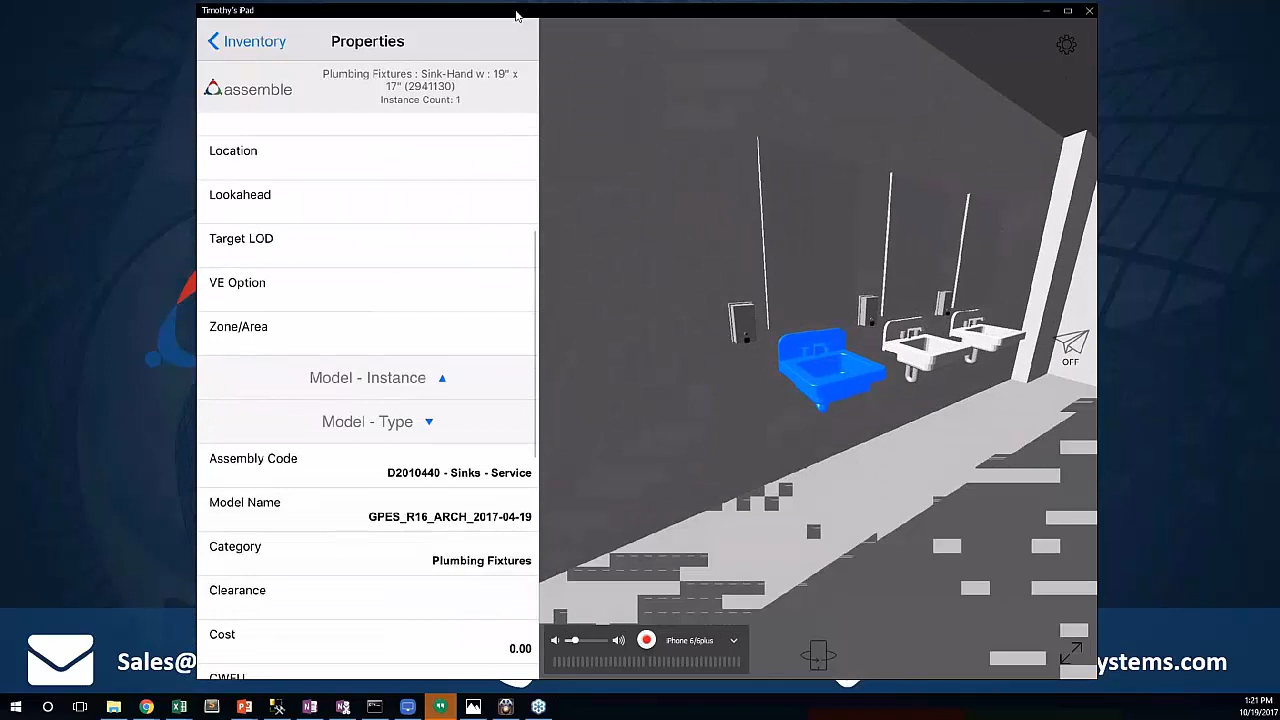 Timothy's iPad
Inventory
Properties
assemble
Plumbing Fixtures : Sink-Hand w : 19" x
17" (2941130)
Instance Count: 1
Location
Lookahead
Target LOD
VE Option
Zone/Area
Model - Instance
Model - Type
Assembly Code
D2010440 - Sinks - Service
Model Name
GPES_R16_ARCH_2017-04-19
Category
Plumbing Fixtures
Clearance
Cost
0.00
OFF
iPhone 6/6plus
Sales@
ystems.com
1:21 PM
10/19/2017